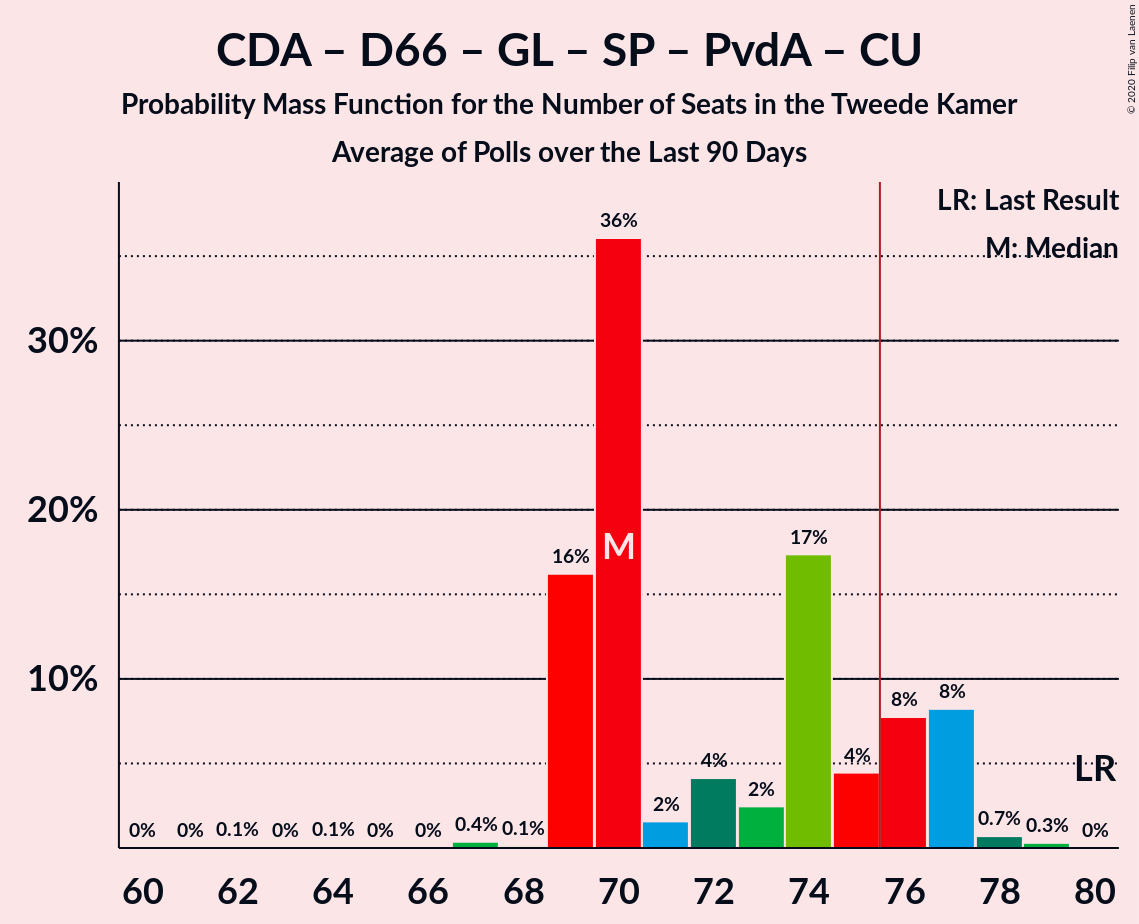 CDA – D66 – GL – SP – PvdA – CU
Probability Mass Function for the Number of Seats in the Tweede Kamer
Average of Polls over the Last 90 Days
© 2020 Filip van Laenen
LR: Last Result
M: Median
30%
20%
10%
0% 0% 0.1% 0% 0.1% 0% 0% 0.4% 0.1% 16% 36% 2% 4% 2% 17% 4% 8% 8% 0.7% 0.3% 0%
M
LR
60 62 64 66 68 70 72 74 76 78 80